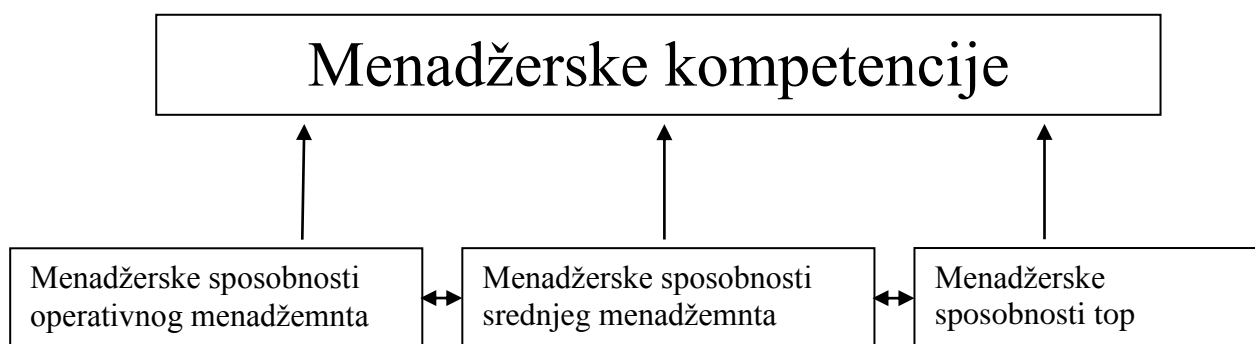 Menadžerske kompetencije
Menadžerske sposobnosti
operativnog menadžemnta
Menadžerske sposobnosti
srednjeg menadžemnta
Menadžerske
sposobnosti top